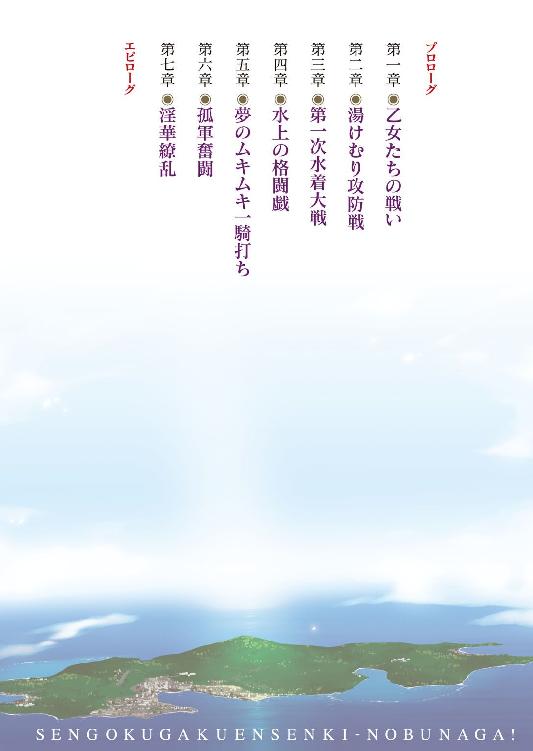 プロローグ
第一章◉乙女たちの戦い
第二章◉湯けむり攻防戦
第三章◉第一次水着大戦
第四章◉水上の格闘戯
第五章◉夢のムキムキ一騎打ち
第六章◉孤軍奮闘
第七章◉淫華繚乱
エピローグ
SENGOKUGAKUENSENKI-NOBUNAGA!